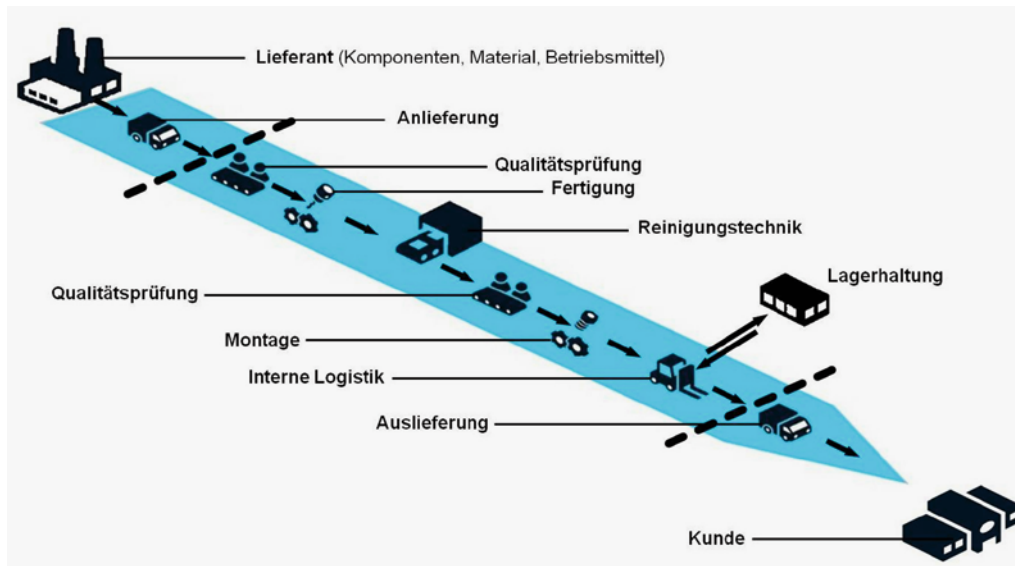 Lieferant (Komponenten, Material, Betriebsmittel)
Anlieferung
Qualitätsprüfung
Fertigung
Reinigungstechnik
Lagerhaltung
Qualitätsprüfung
Montage
Interne Logistik
Auslieferung
Kunde